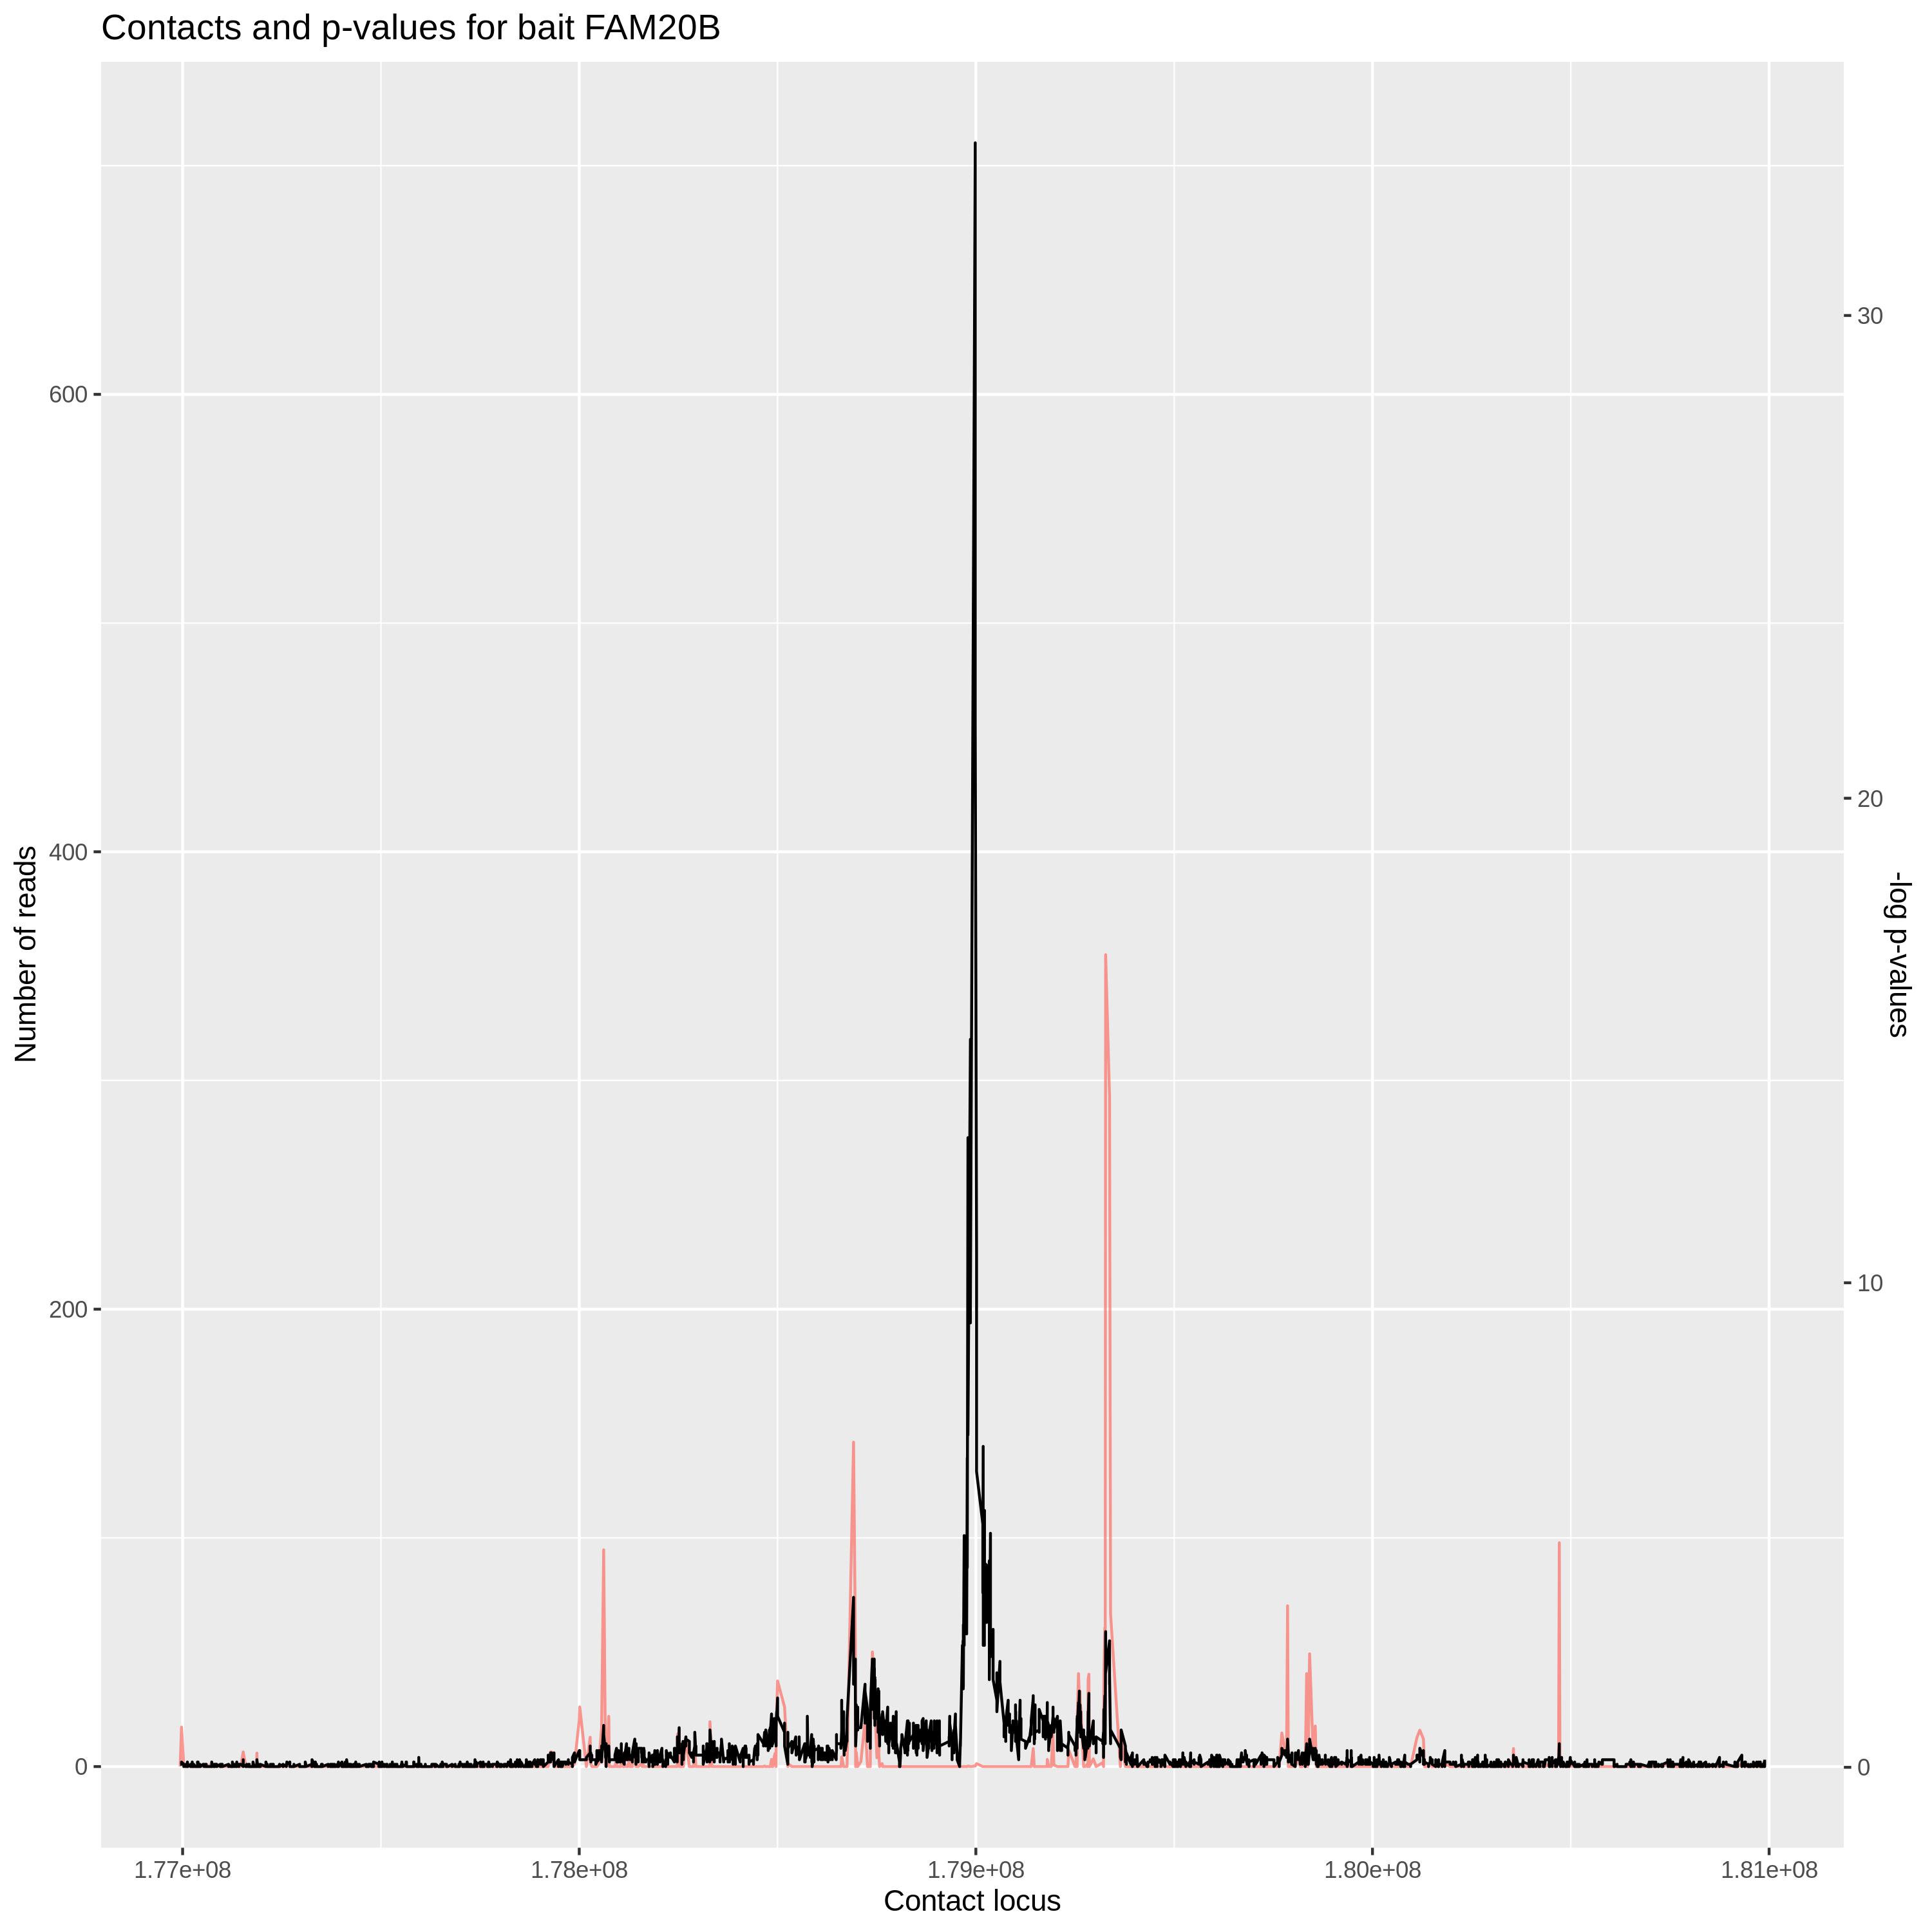 Contacts and p-values for bait FAM20B
Number of reads
600
400
200
0
30
20
10
0
-log p-values
1.77e+08
1.78e+08
1.79e+08
1.80e+08
1.81e+08
Contact locus